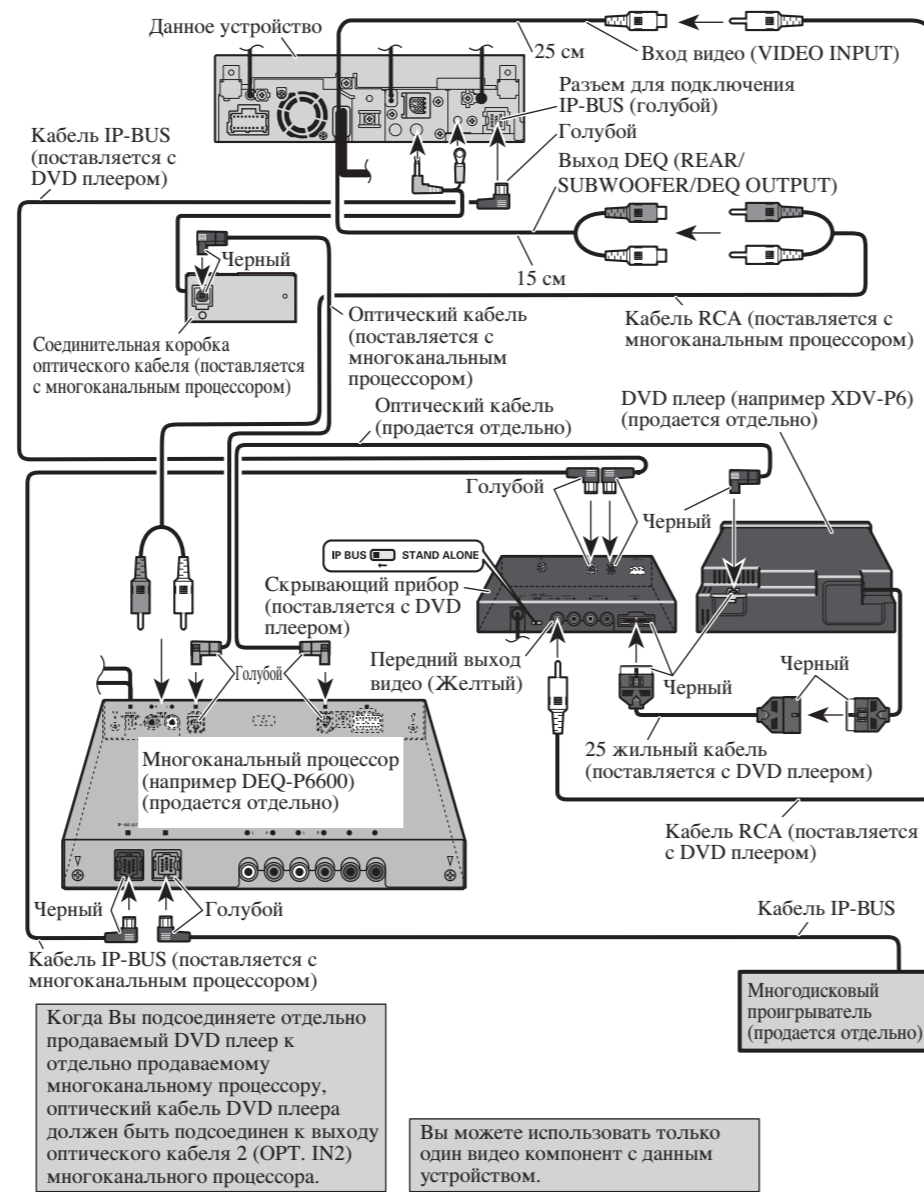 Данное устройство
25 см
Вход видео (VIDEO INPUT)
Разъем для подключения
IP-BUS (голубой)
Голубой
Кабель IP-BUS
(поставляется с
DVD плеером)
Выход DEQ (REAR/
SUBWOOFER/DEQ OUTPUT)
15 см
Черный
Соединительная коробка
оптического кабеля (поставляется
с многоканальным процессором)
Оптический кабель
(поставляется с
многоканальным
процессором)
Кабель RCA (поставляется с
многоканальным процессором)
Оптический кабель
(продается отдельно)
DVD плеер (например XDV-P6)
(продается отдельно)
Голубой
Черный
IP BUS STAND ALONE
Скрывающий прибор
(поставляется с DVD
плеером)
Передний выход
видео (Желтый)
Голубой
Черный
Черный
25 жильный кабель
(поставляется с DVD плеером)
Многоканальный процессор
(например DEQ-P6600)
(продается отдельно)
Кабель RCA (поставляется
с DVD плеером)
Черный
Голубой
Кабель IP-BUS
Кабель IP-BUS (поставляется с
многоканальным процессором)
Многодисковый
проигрыватель
(продается отдельно)
Когда Вы подсоединяете отдельно
продаваемый DVD плеер к
отдельно продаваемому
многоканальному процессору,
оптический кабель DVD плеера
должен быть подсоединен к выходу
оптического кабеля 2 (OPT. IN2)
многоканального процессора.
Вы можете использовать только
один видео компонент с данным
устройством.